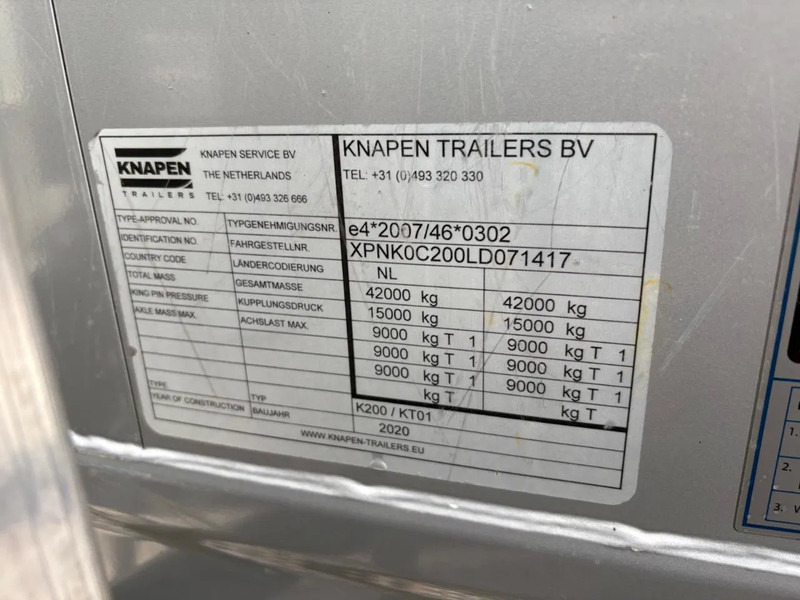 KNAPEN
TRAILERS
KNAPEN SERVICE BV
THE NETHERLANDS
TEL: +31 (0)493 326 666
KNAPEN TRAILERS BV
TEL: +31 (0)493 320 330
TYPE-APPROVAL NO. TYPGENEHMIGUNGSNR. e4*2007/46*0302
IDENTIFICATION NO. FAHRGESTELLNR. XPNK0C200LD071417
COUNTRY CODE LÄNDERCODIERUNG NL
TOTAL MASS GESAMTMASSE 42000 kg 42000 kg
KING PIN PRESSURE KUPPLUNGSDRUCK 15000 kg 15000 kg
AXLE MASS MAX. ACHSLAST MAX. 9000 kg T 1 9000 kg T 1
9000 kg T 1 9000 kg T 1
9000 kg T 1 9000 kg T 1
kg T kg T
TYPE TYP K200 / KT01
YEAR OF CONSTRUCTION BAUJAHR 2020
WWW.KNAPEN-TRAILERS.EU
1.
2.
3. W